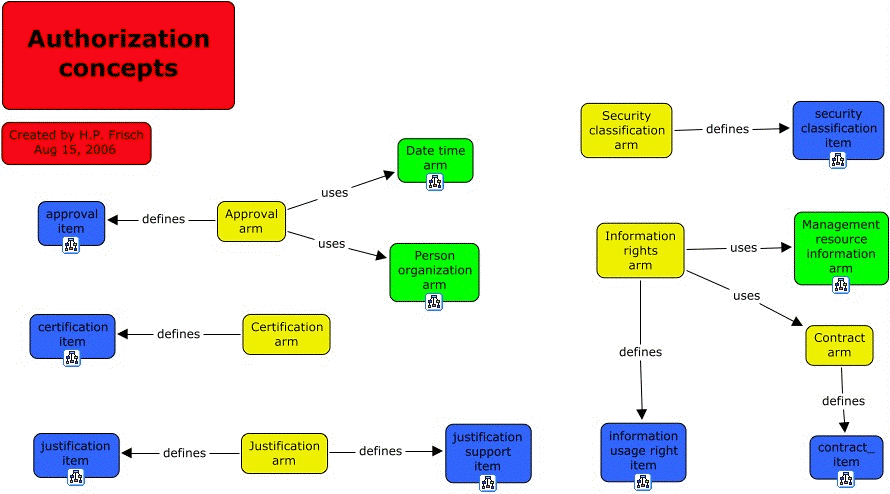 Authorization
concepts
Created by H.P. Frisch
Aug 15, 2006
Date time
arm
uses
approval
item
defines
Approval
arm
uses
Person
organization
arm
certification
item
defines
Certification
arm
justification
item
defines
Justification
arm
defines
justification
support
item
Security
classification
arm
defines
security
classification
item
Information
rights
arm
uses
Management
resource
information
arm
uses
Contract
arm
defines
defines
information
usage right
item
contract_
item